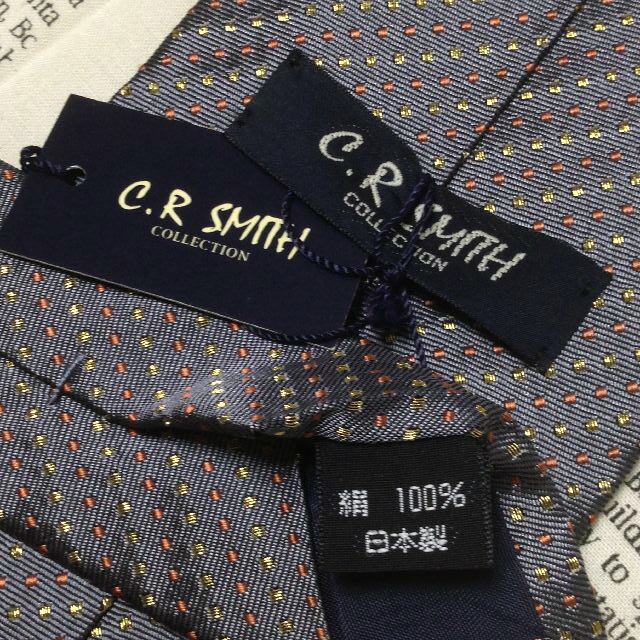 C.R SMITH
COLLECTION
C.R SMITH
COLLECTION
絹 100%
日本製